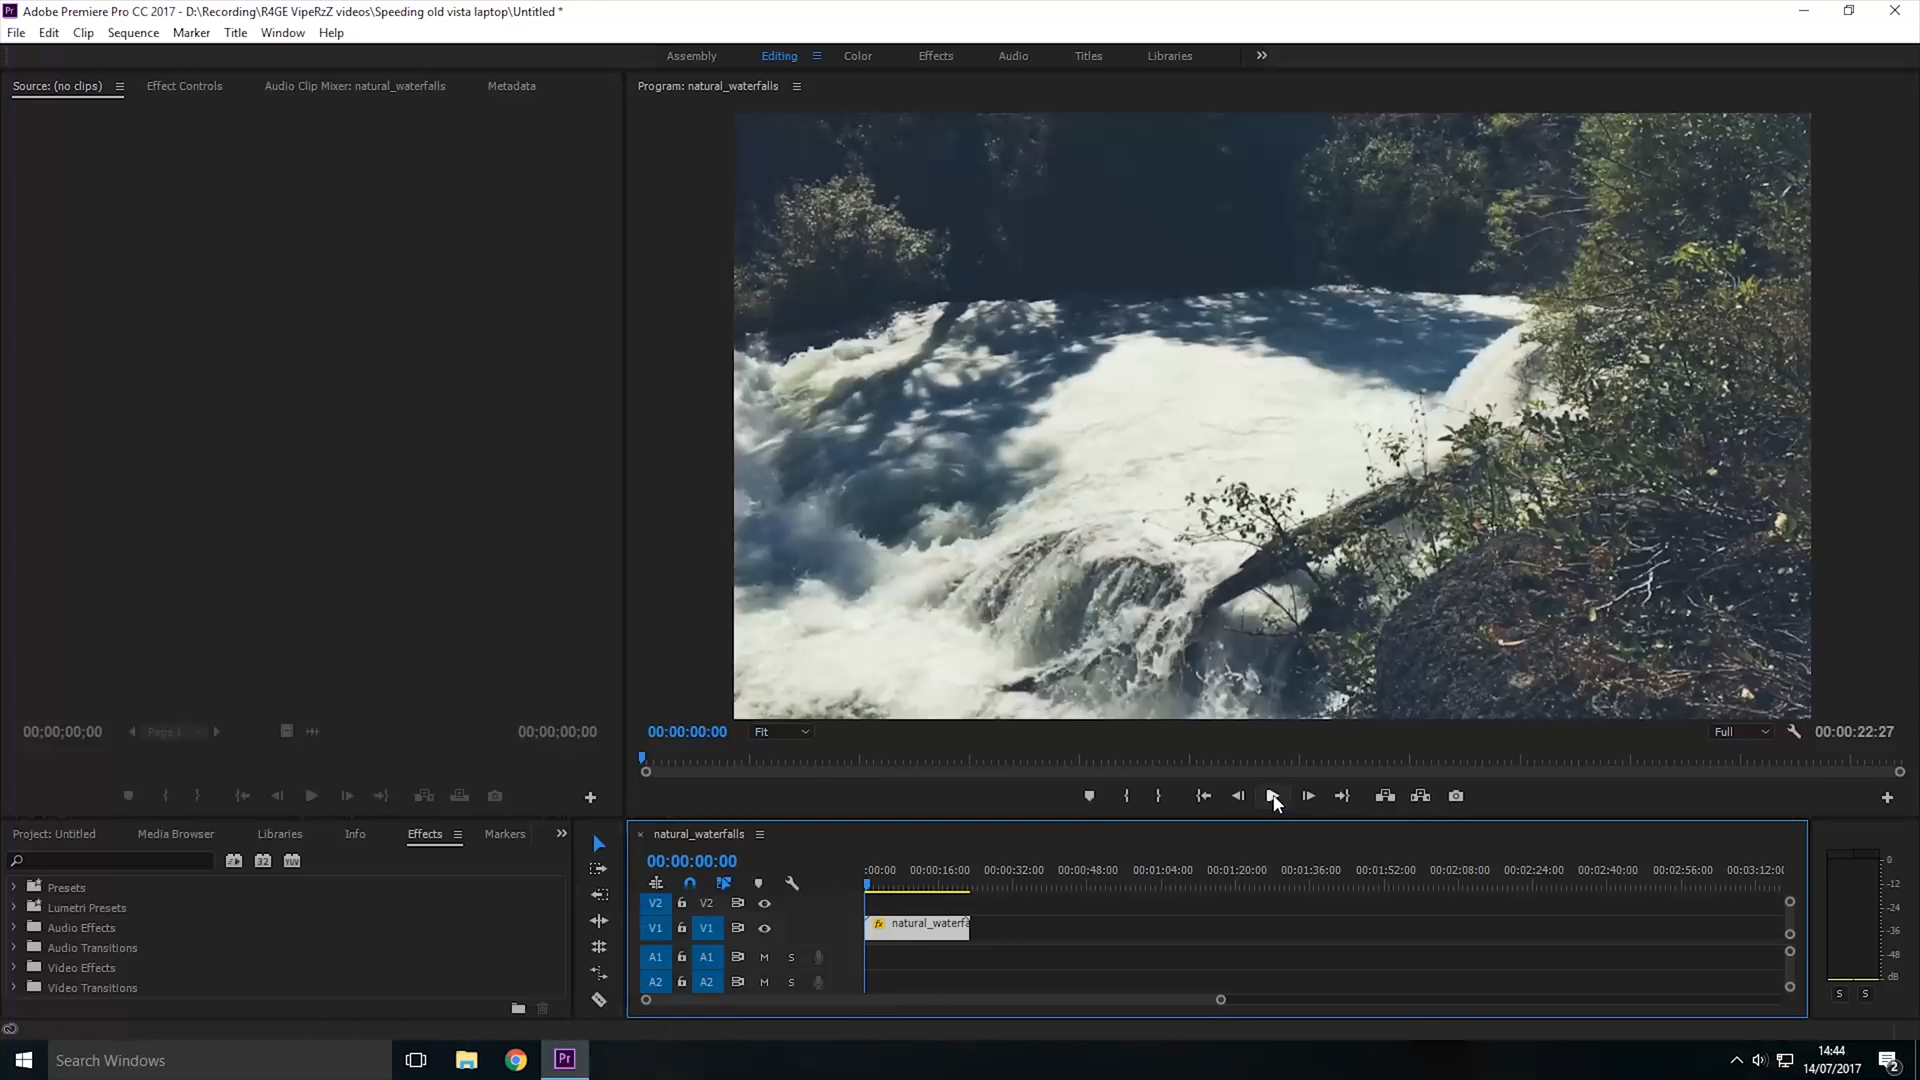 Adobe Premiere Pro CC 2017 - D:\Recording\R4GE VipeRzZ videos\Speeding old vista laptop\Untitled *
File Edit Clip Sequence Marker Title Window Help
Assembly Editing Color Effects Audio Titles Libraries
Source: (no clips) Effect Controls Audio Clip Mixer: natural_waterfalls Metadata
Program: natural_waterfalls
00;00;00;00 Page 1 00;00;00;00
00:00:00:00 Fit Full 00:00:22:27
Project: Untitled Media Browser Libraries Info Effects Markers
Presets
Lumetri Presets
Audio Effects
Audio Transitions
Video Effects
Video Transitions
natural_waterfalls
00:00:00:00
:00:00 00:00:16:00 00:00:32:00 00:00:48:00 00:01:04:00 00:01:20:00 00:01:36:00 00:01:52:00 00:02:08:00 00:02:24:00 00:02:40:00 00:02:56:00 00:03:12:00
V2 V2
V1 V1 fx natural_waterfa
A1 A1 M S
A2 A2 M S
0
-12
-24
-36
-48
dB
S S
Search Windows
Pr
14:44
14/07/2017
2